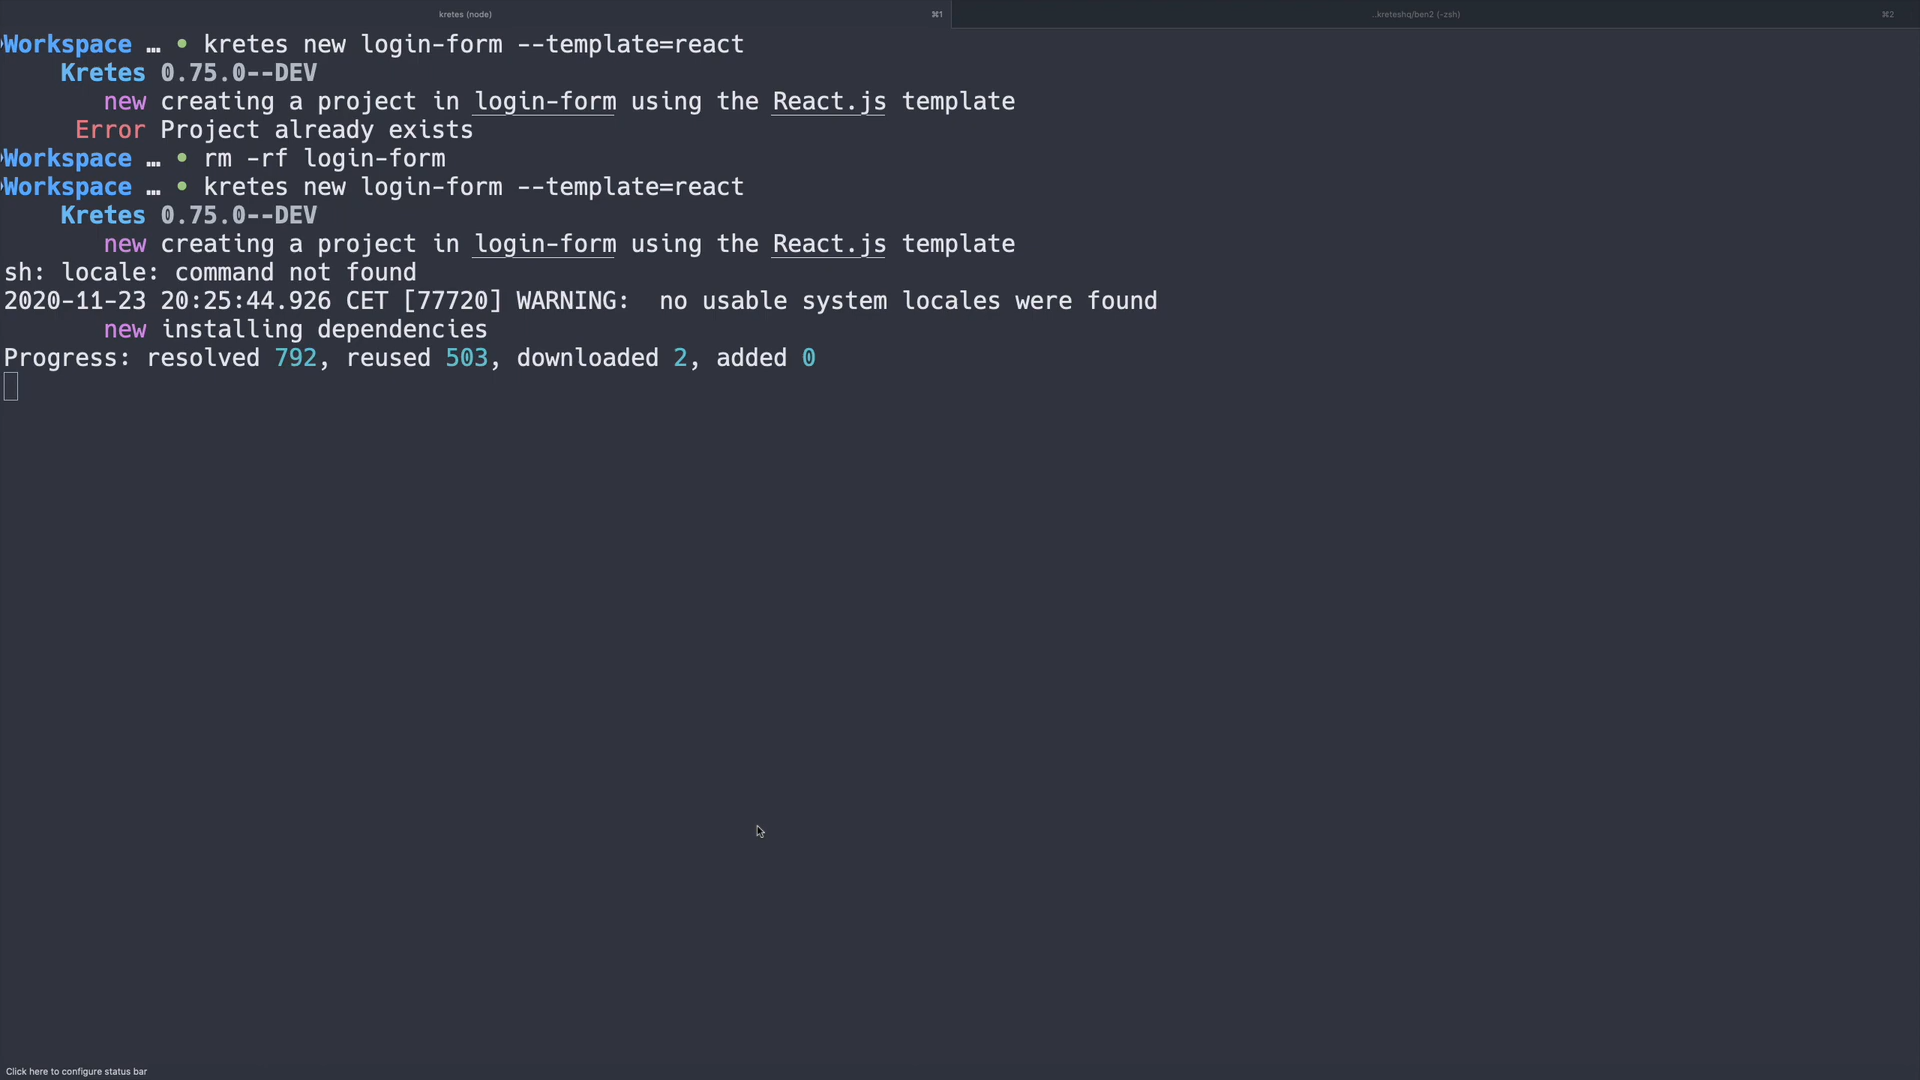 kretes (node) ⌘1 ..kreteshq/ben2 (-zsh) ⌘2
Workspace … • kretes new login-form --template=react
Kretes 0.75.0--DEV
new creating a project in login-form using the React.js template
Error Project already exists
Workspace … • rm -rf login-form
Workspace … • kretes new login-form --template=react
Kretes 0.75.0--DEV
new creating a project in login-form using the React.js template
sh: locale: command not found
2020-11-23 20:25:44.926 CET [77720] WARNING:  no usable system locales were found
new installing dependencies
Progress: resolved 792, reused 503, downloaded 2, added 0
Click here to configure status bar